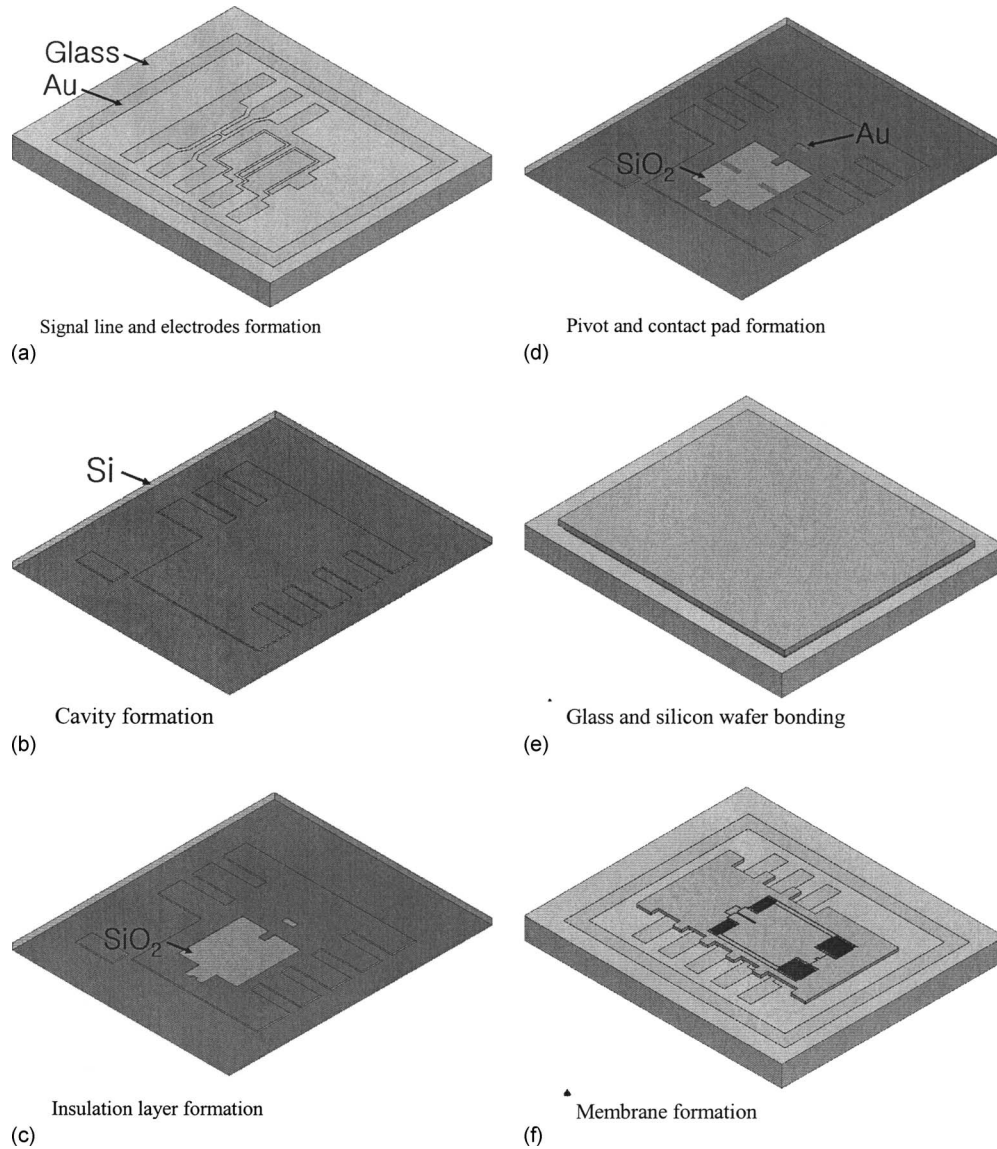 Glass
Au
Signal line and electrodes formation
(a)
Si
Cavity formation
(b)
SiO2
Insulation layer formation
(c)
Au
SiO2
Pivot and contact pad formation
(d)
Glass and silicon wafer bonding
(e)
Membrane formation
(f)